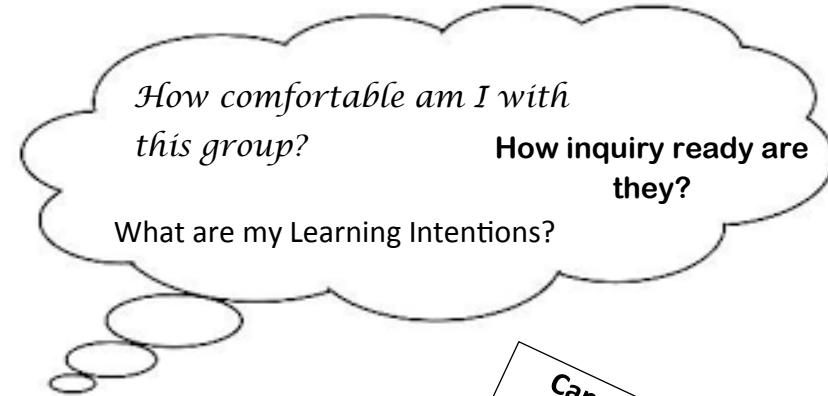 How comfortable am I with
this group?
How inquiry ready are
they?
What are my Learning Intentions?